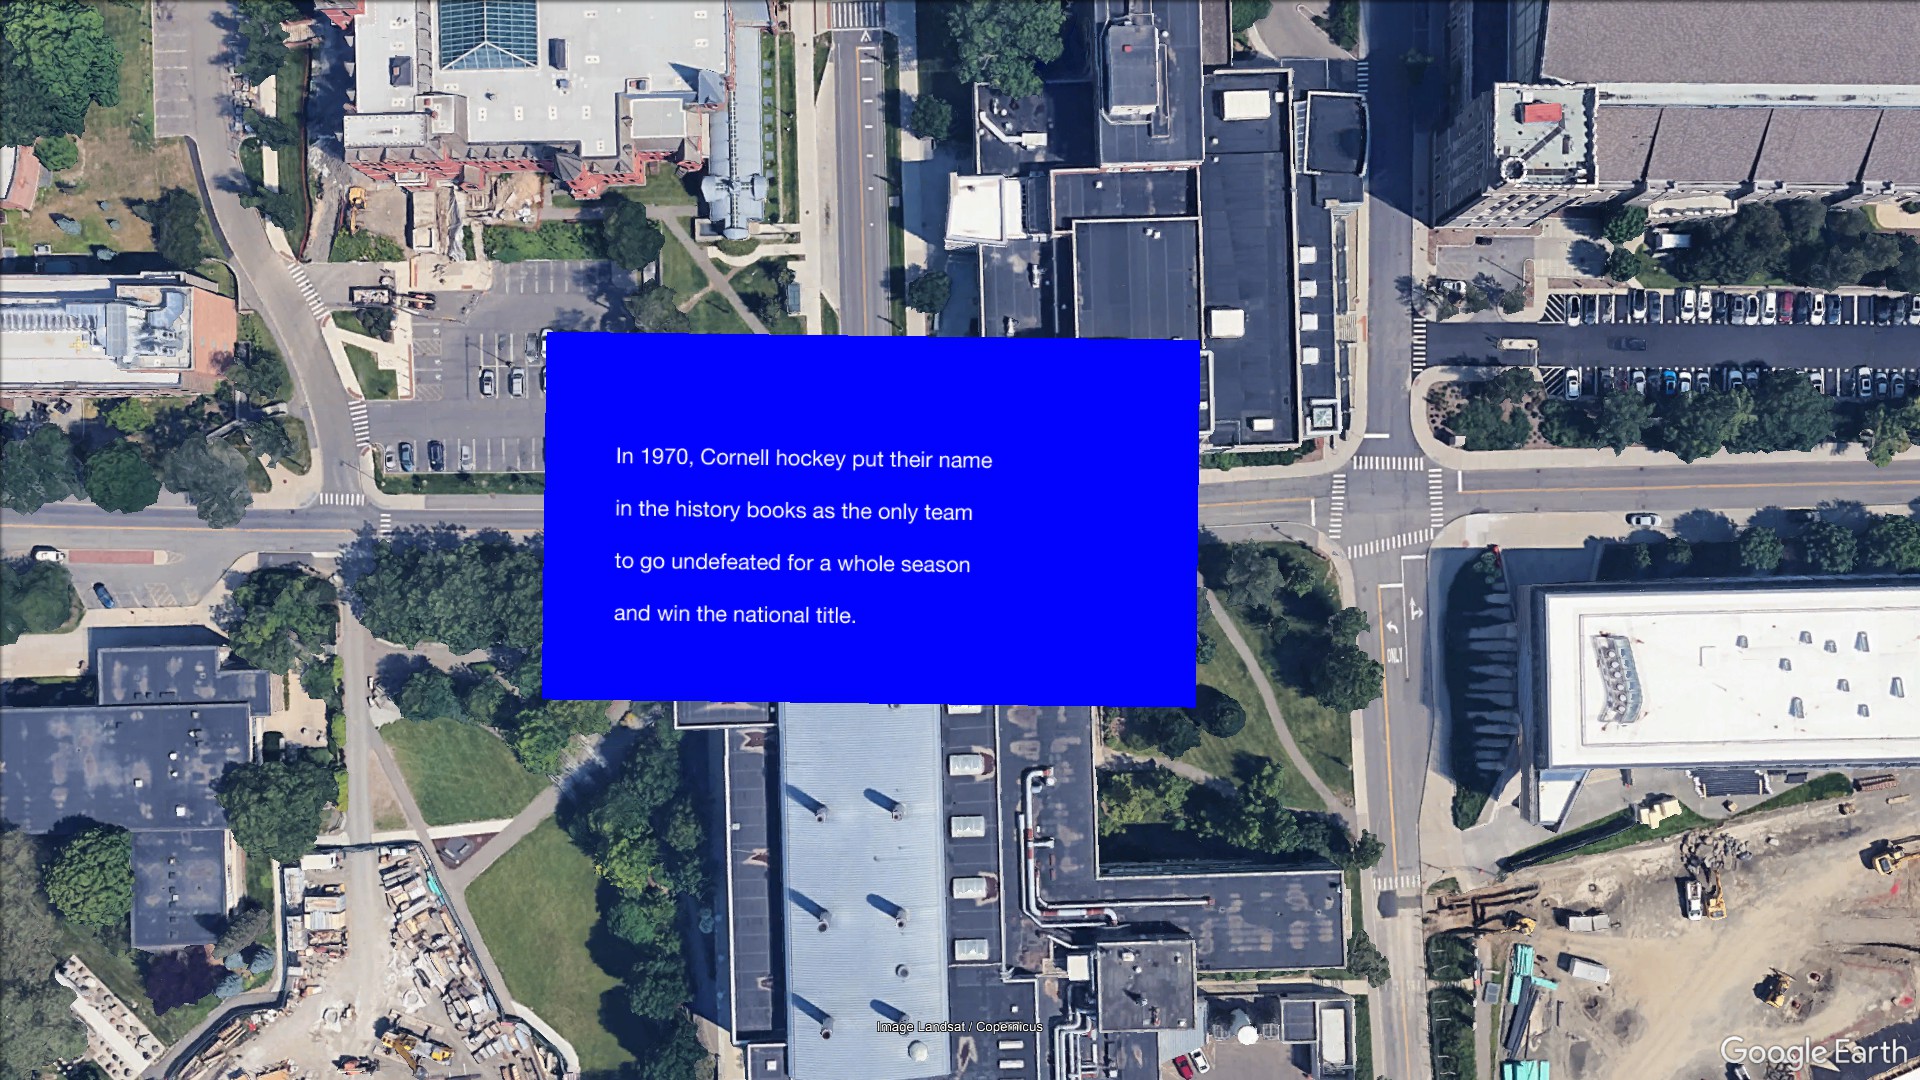 In 1970, Cornell hockey put their name
in the history books as the only team
to go undefeated for a whole season
and win the national title.
ONLY
Image Landsat / Copernicus
Google Earth